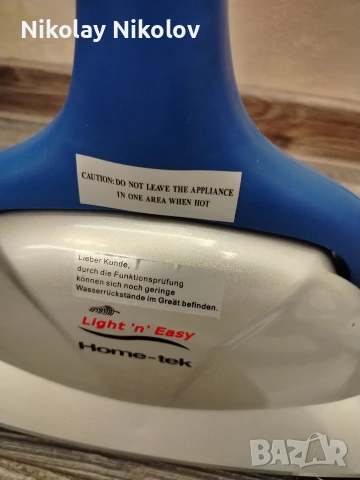 Nikolay Nikolov
CAUTION:DO NOT LEAVE THE APPLIANCE
IN ONE AREA WHEN HOT
Lieber Kunde,
durch die Funktionsprüfung
können sich noch geringe
Wasserrückstände im Greät befinden.
Light 'n' Easy
Home-tek
BAZAR